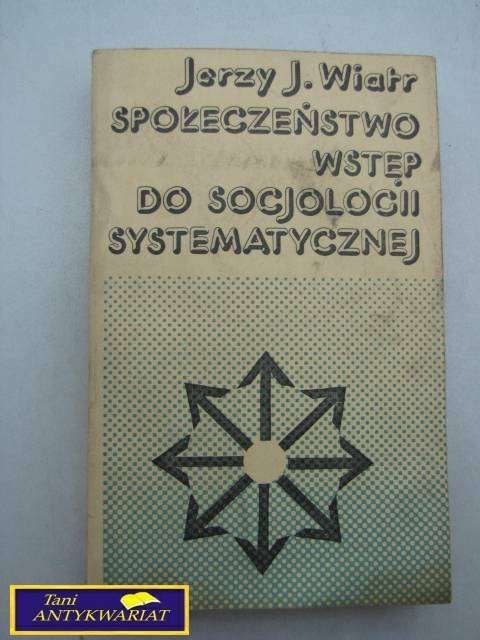 Jerzy J. Wiatr
SPOŁECZEŃSTWO
WSTĘP
DO SOCJOLOGII
SYSTEMATYCZNEJ
Tani
ANTYKWARIAT